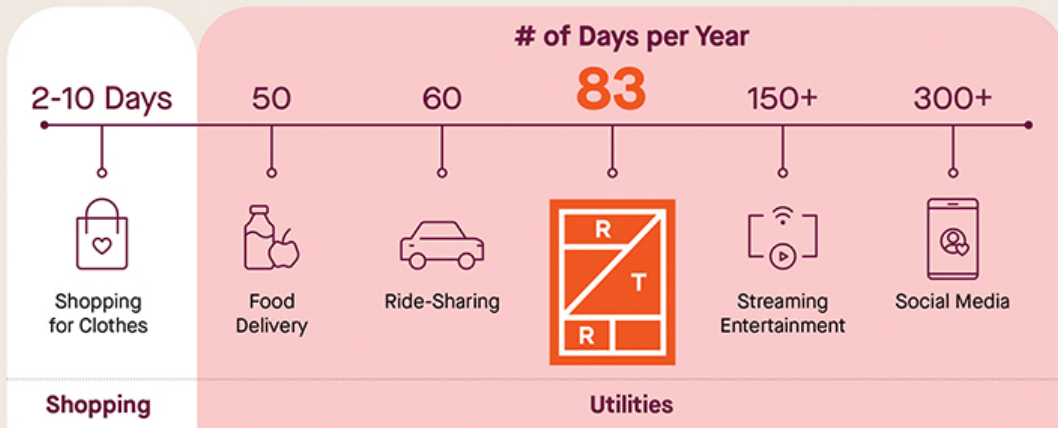 # of Days per Year
2-10 Days
50
60
83
150+
300+
R
T
R
Shopping
for Clothes
Food
Delivery
Ride-Sharing
Streaming
Entertainment
Social Media
Shopping
Utilities